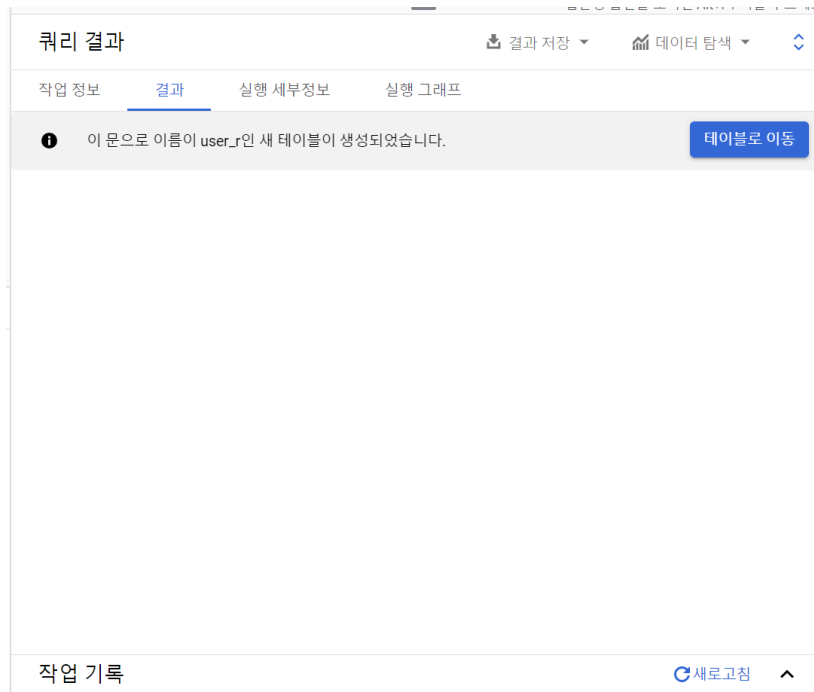 쿼리 결과
결과 저장
데이터 탐색
작업 정보
결과
실행 세부정보
실행 그래프
이 문으로 이름이 user_r인 새 테이블이 생성되었습니다.
테이블로 이동
작업 기록
새로고침